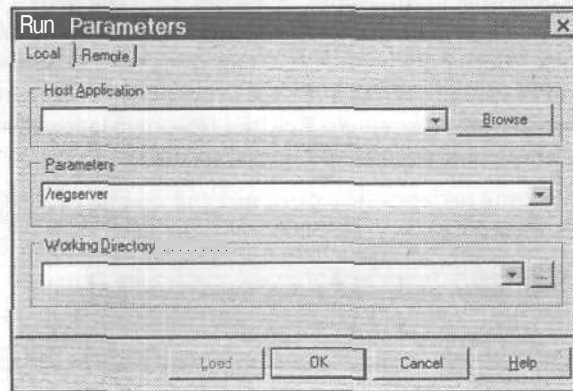 Run Parameters
Local Remote
Host Application
Browse
Parameters
/regserver
Working Directory
...
Load OK Cancel Help